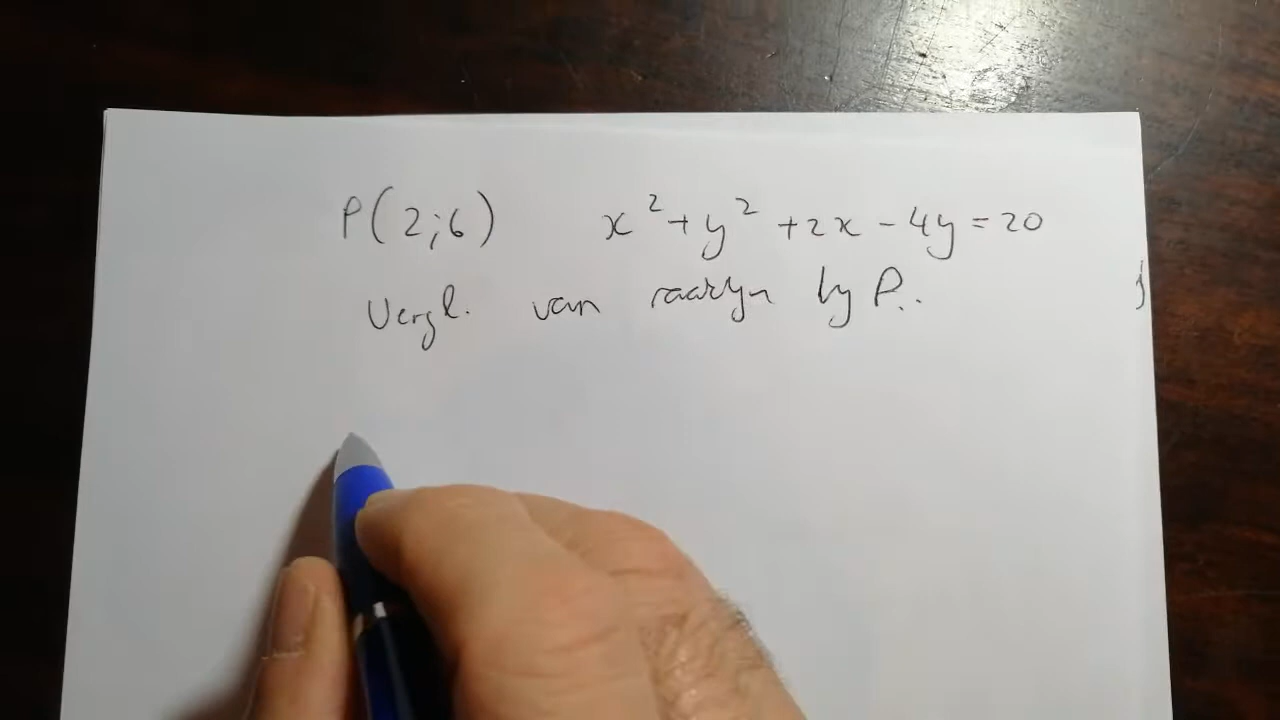 P(2;6) x²+y²+2x-4y=20
Vergl. van raaklyn by P..